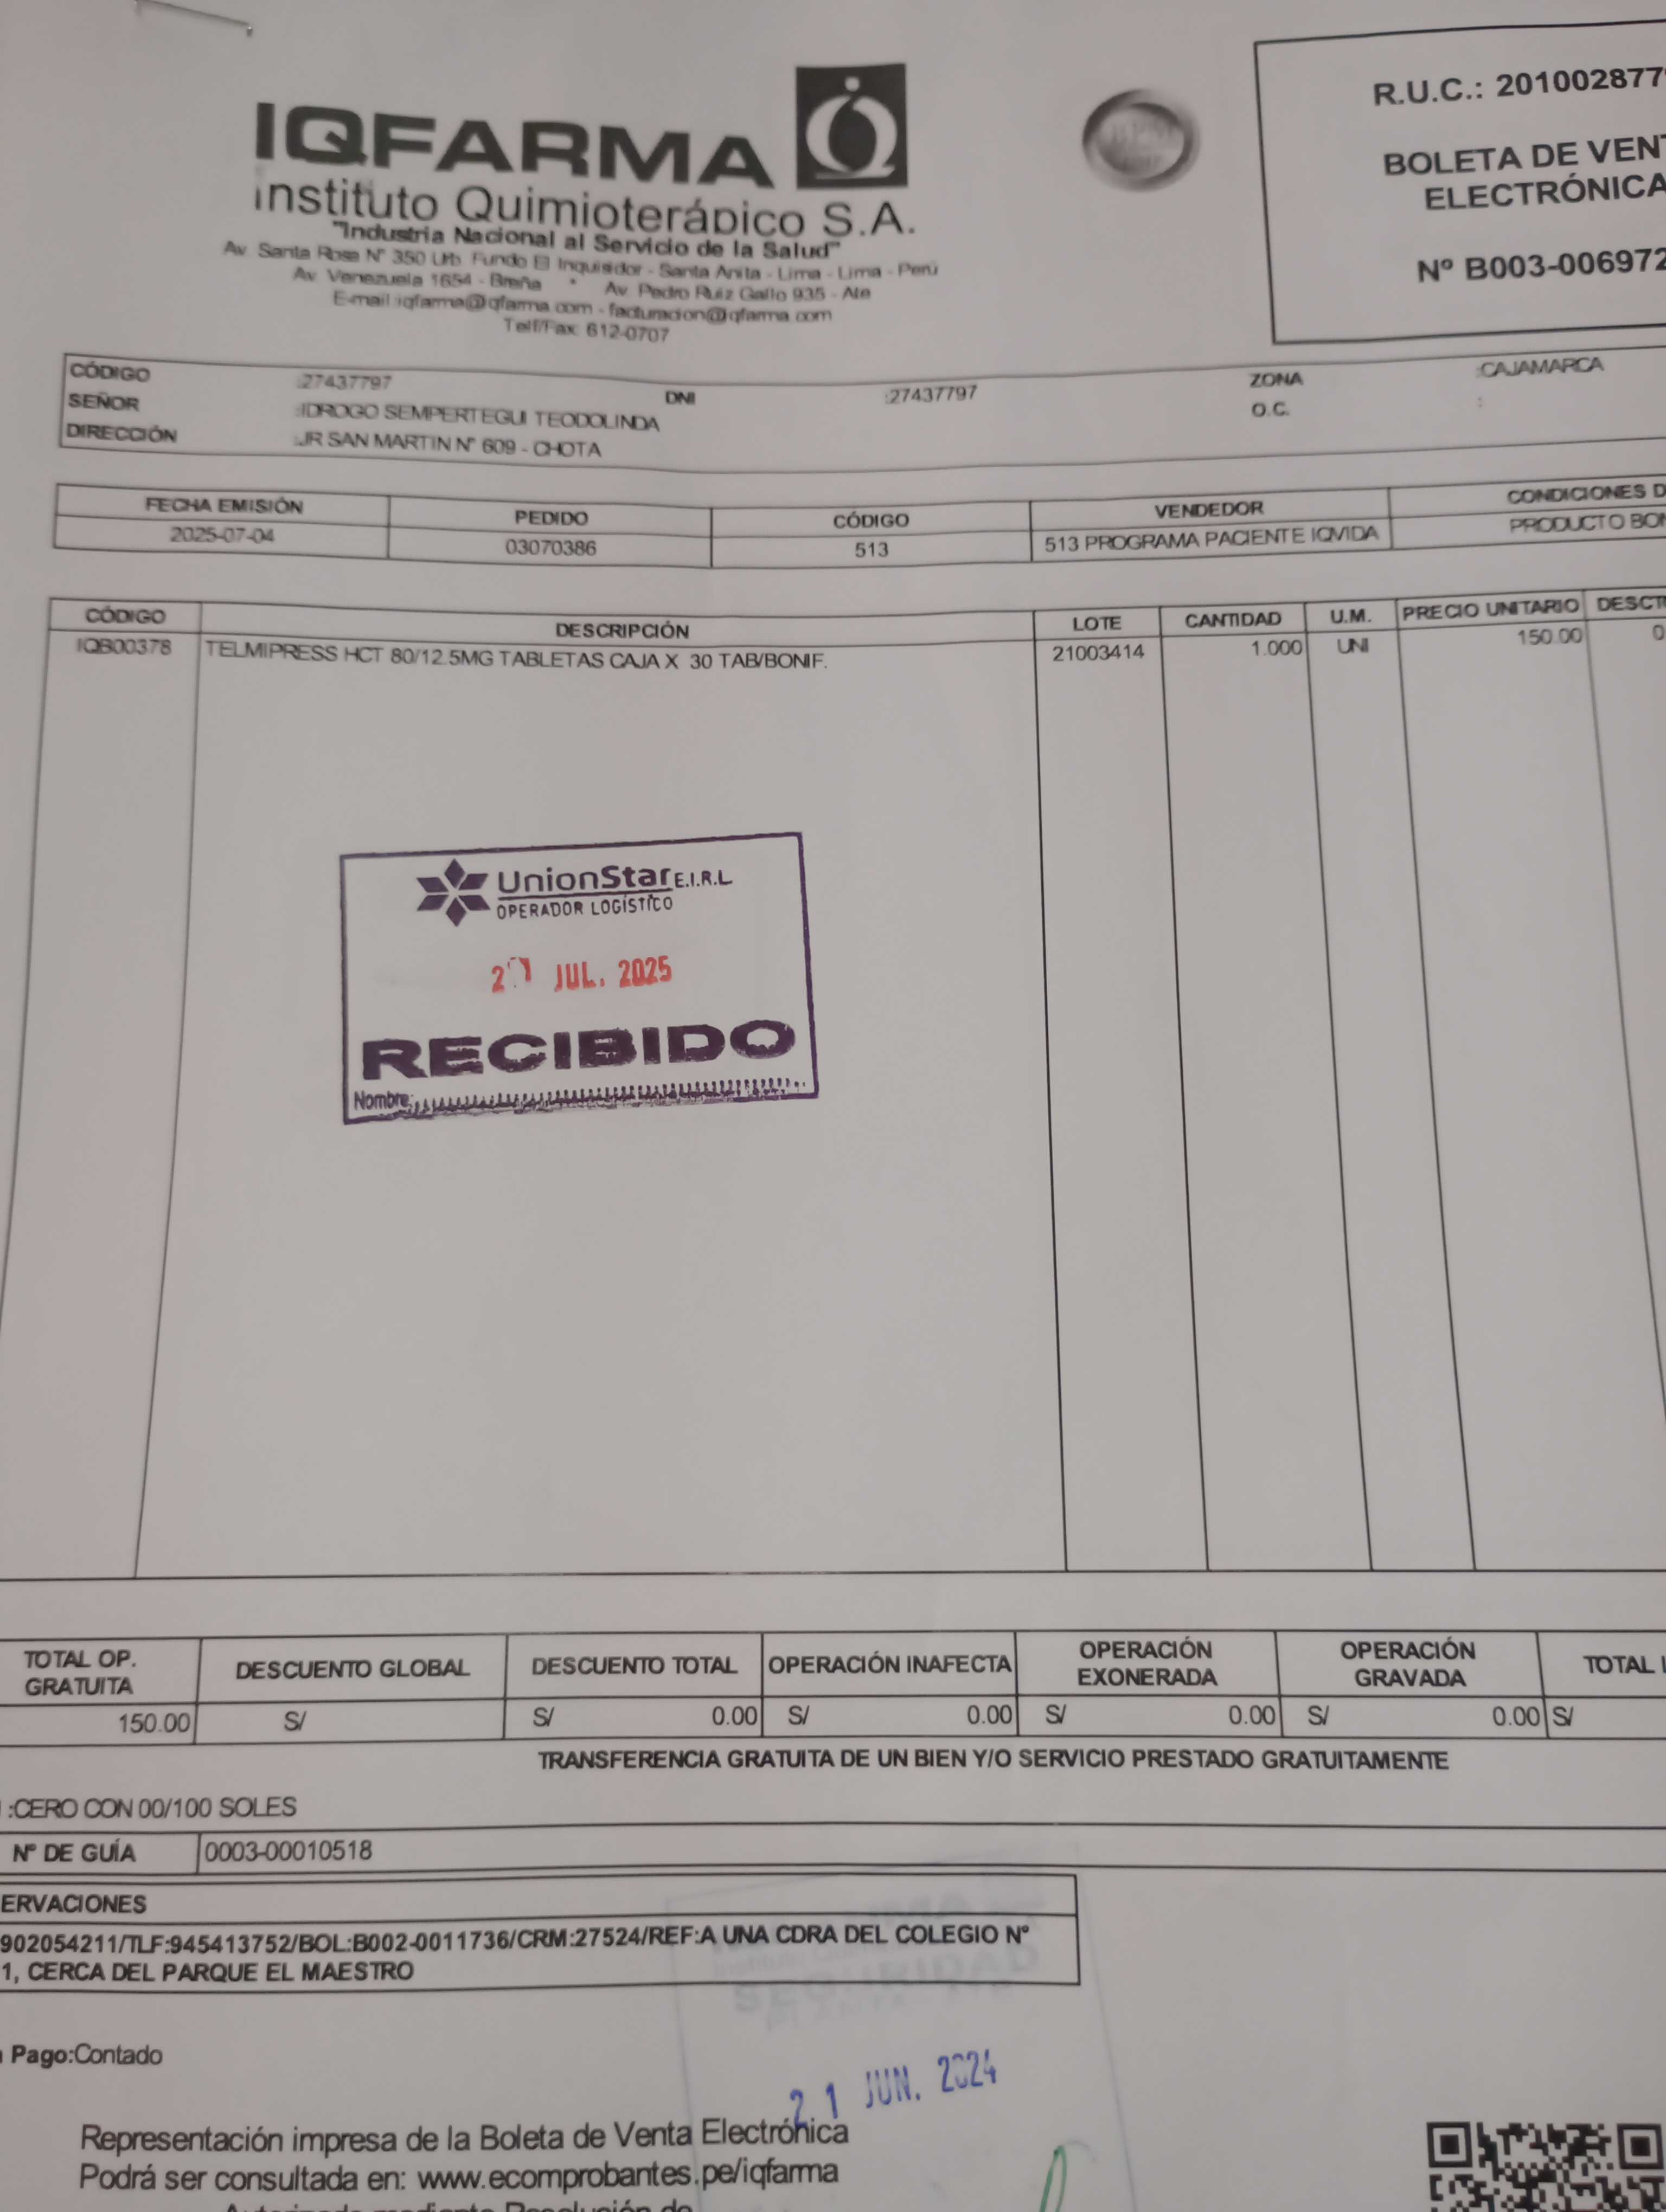 IQFARMA
Instituto Quimioterápico S.A.
"Industria Nacional al Servicio de la Salud"
Av. Santa Rosa N° 350 Urb. Fundo El Inquisidor - Santa Anita - Lima - Lima - Perú
Av. Venezuela 1654 - Breña * Av. Pedro Ruiz Gallo 935 - Ate
E-mail iqfarma@iqfarma.com - facturacion@iqfarma.com
Telf/Fax: 612-0707
R.U.C.: 201002877
BOLETA DE VENT
ELECTRÓNICA
Nº B003-006972
CÓDIGO :27437797 DNI :27437797 ZONA :CAJAMARCA
SEÑOR :IDROGO SEMPERTEGUI TEODOLINDA O.C. :
DIRECCIÓN :JR SAN MARTIN N° 609 - CHOTA
FECHA EMISIÓN PEDIDO CÓDIGO VENDEDOR CONDICIONES D
2025-07-04 03070386 513 513 PROGRAMA PACIENTE IQVIDA PRODUCTO BON
CÓDIGO DESCRIPCIÓN LOTE CANTIDAD U.M. PRECIO UNITARIO DESCT
IQB00378 TELMIPRESS HCT 80/12.5MG TABLETAS CAJA X 30 TAB/BONIF. 21003414 1.000 UNI 150.00 0
UnionStar E.I.R.L
OPERADOR LOGÍSTICO
JUL. 2025
RECIBIDO
Nombre:
TOTAL OP. GRATUITA DESCUENTO GLOBAL DESCUENTO TOTAL OPERACIÓN INAFECTA OPERACIÓN EXONERADA OPERACIÓN GRAVADA TOTAL I
150.00 S/ S/ 0.00 S/ 0.00 S/ 0.00 S/ 0.00 S/
TRANSFERENCIA GRATUITA DE UN BIEN Y/O SERVICIO PRESTADO GRATUITAMENTE
:CERO CON 00/100 SOLES
Nº DE GUÍA 0003-00010518
ERVACIONES
902054211/TLF:945413752/BOL:B002-0011736/CRM:27524/REF:A UNA CDRA DEL COLEGIO Nº
1, CERCA DEL PARQUE EL MAESTRO
SEGURIDAD
Pago:Contado
21 JUN. 2024
Representación impresa de la Boleta de Venta Electrónica
Podrá ser consultada en: www.ecomprobantes.pe/iqfarma